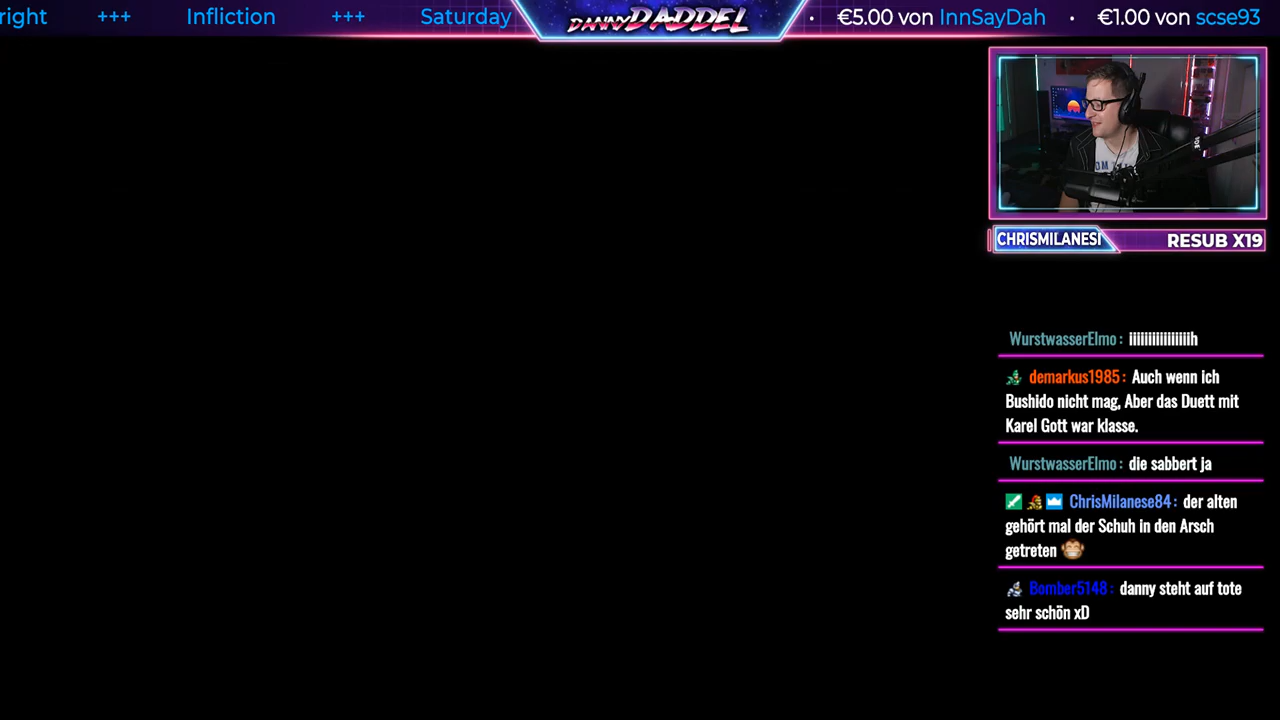 right +++ Infliction +++ Saturday
DANNYDADDEL
• €5.00 von InnSayDah • €1.00 von scse93
CHRISMILANESI RESUB X19
WurstwasserElmo: iiiiiiiiiiiiiiiih
demarkus1985: Auch wenn ich
Bushido nicht mag, Aber das Duett mit
Karel Gott war klasse.
WurstwasserElmo: die sabbert ja
ChrisMilanese84: der alten
gehört mal der Schuh in den Arsch
getreten
Bomber5148: danny steht auf tote
sehr schön xD